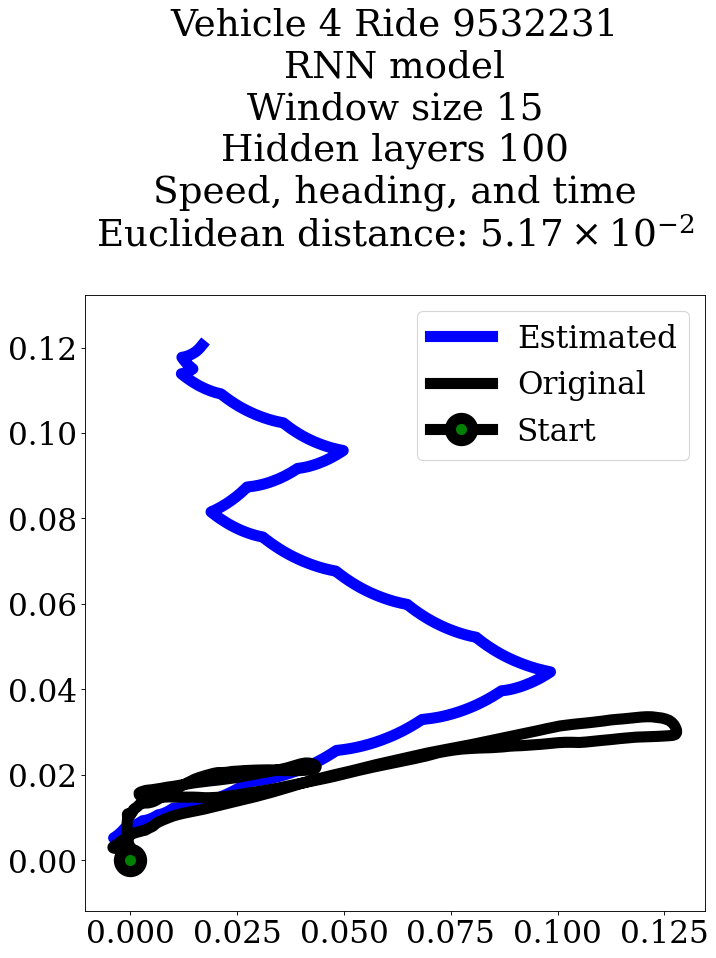 Vehicle 4 Ride 9532231
RNN model
Window size 15
Hidden layers 100
Speed, heading, and time
Euclidean distance: 5.17 × 10⁻²
Estimated
Original
Start
0.12
0.10
0.08
0.06
0.04
0.02
0.00
0.000 0.025 0.050 0.075 0.100 0.125